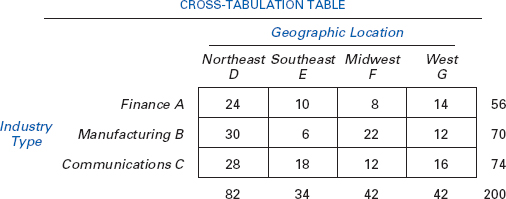 CROSS-TABULATION TABLE
Geographic Location
Northeast Southeast Midwest West
D E F G
Finance A 24 10 8 14 56
Industry Type
Manufacturing B 30 6 22 12 70
Communications C 28 18 12 16 74
82 34 42 42 200